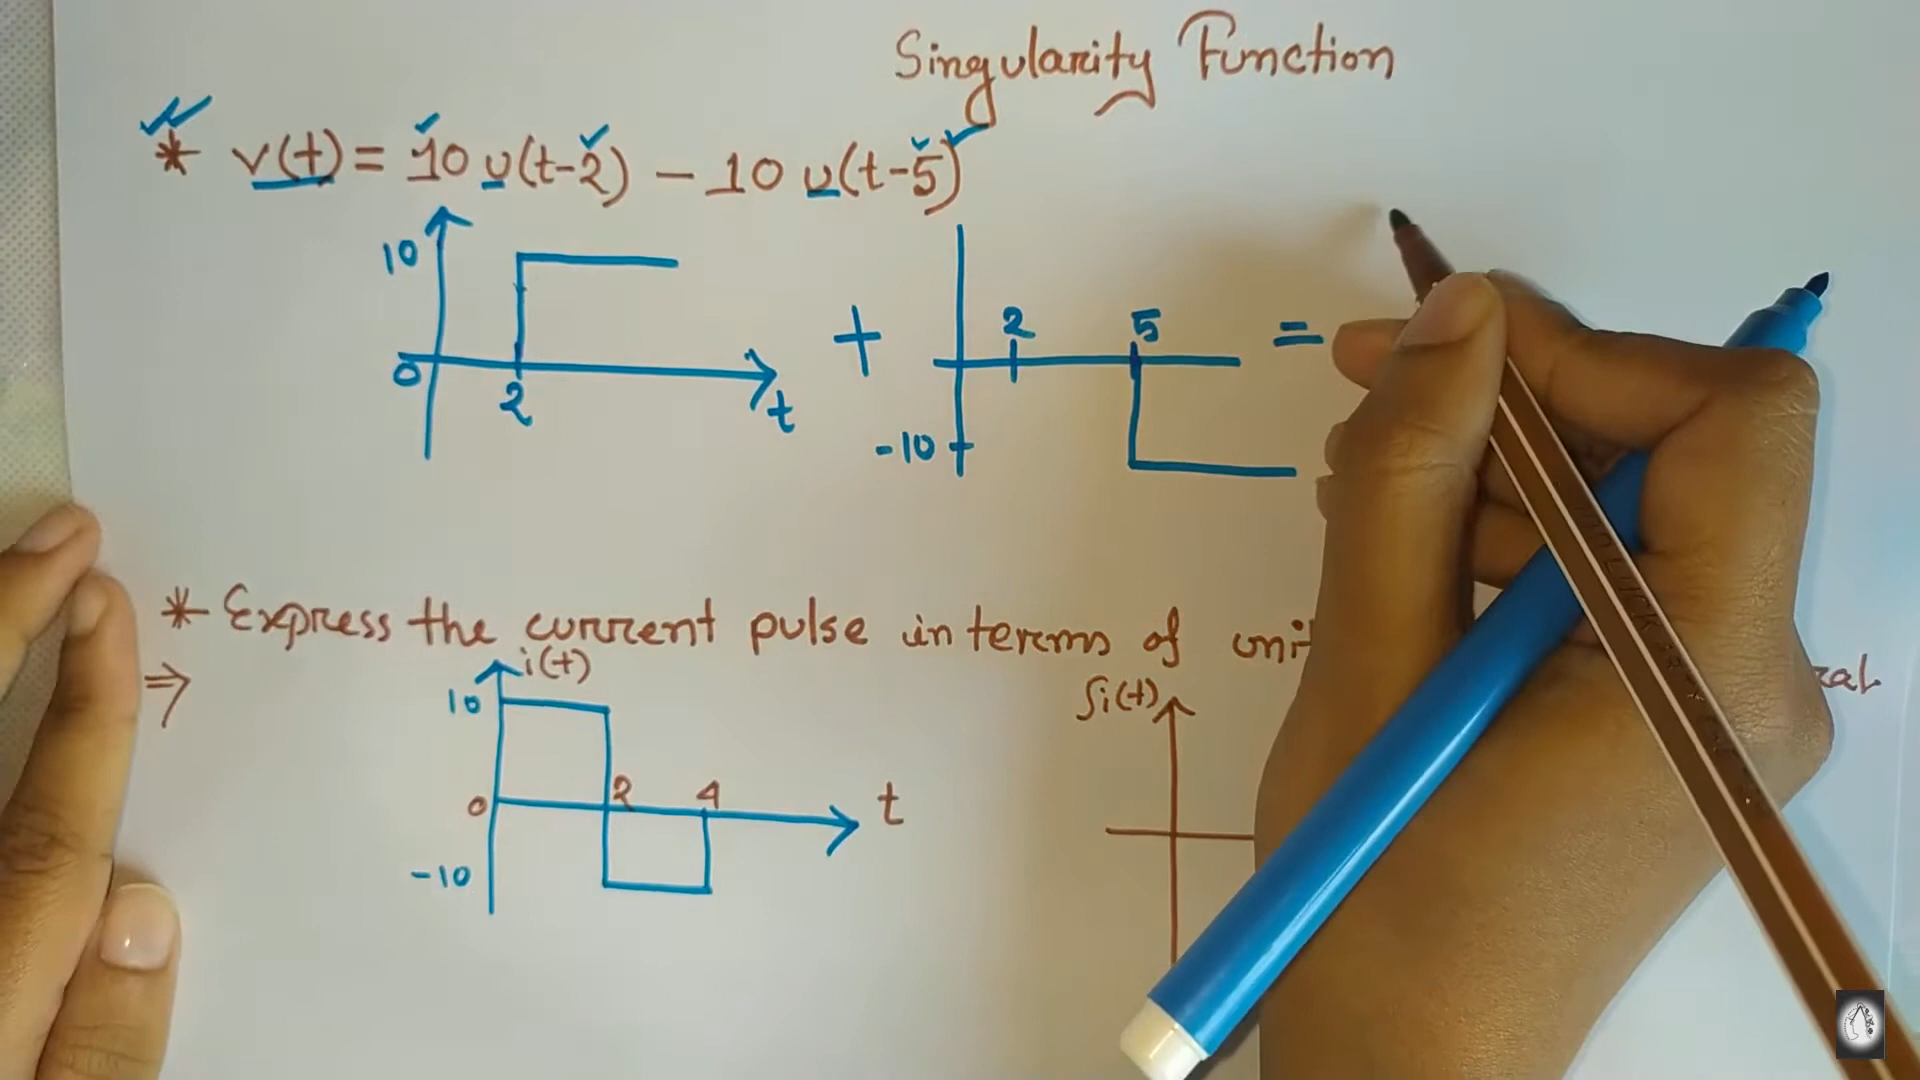 Singularity Function
* v(t) = 10 u(t-2) - 10 u(t-5)
10
0
2
t
+
2
5
-10
=
* Express the current pulse in terms of
⇒
i(t)
10
0
2
4
t
-10
∫i(t)